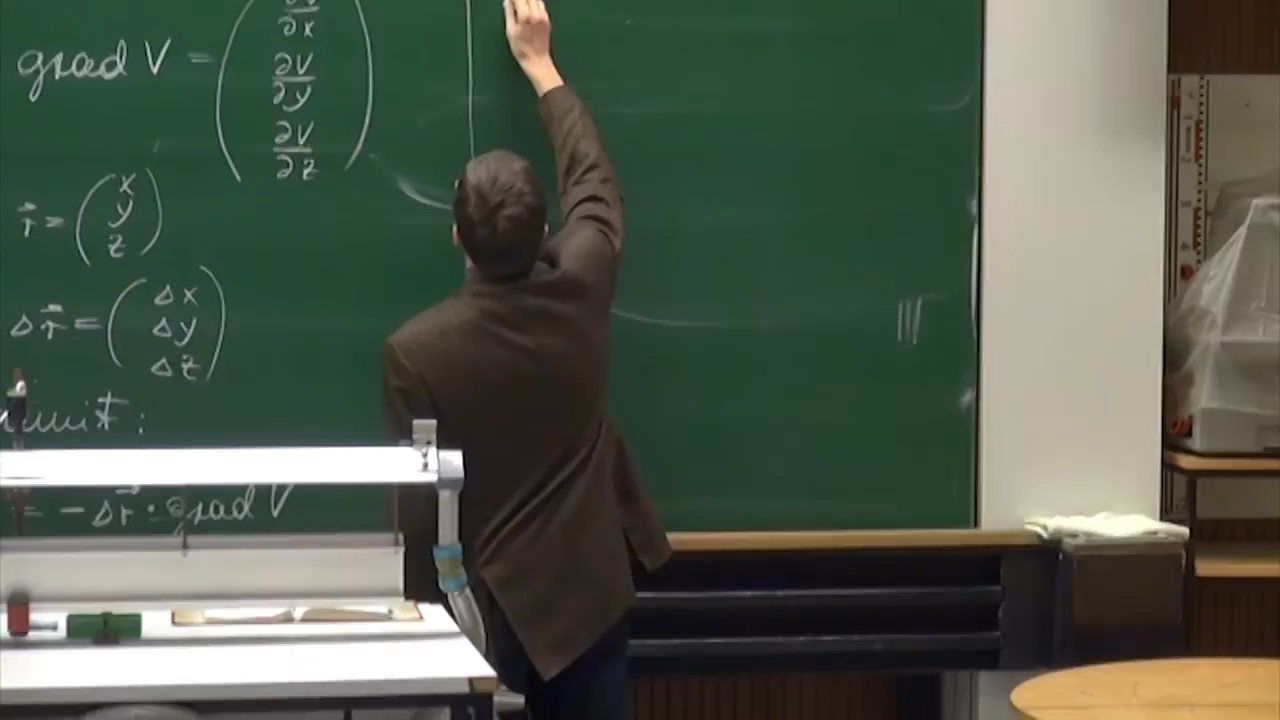 grad V = ( ∂V/∂x ∂V/∂y ∂V/∂z )
r⃗ = ( x y z )
Δr⃗ = ( Δx Δy Δz )
= -Δr⃗ · grad V